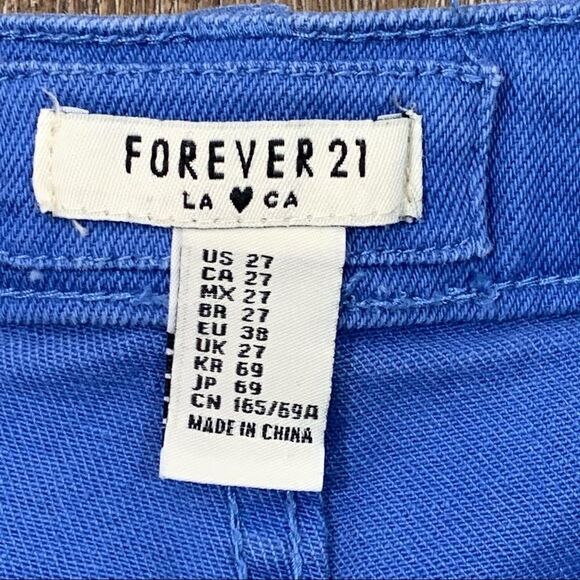 FOREVER 21
LA ♥ CA
US 27
CA 27
MX 27
BR 27
EU 38
UK 27
KR 69
JP 69
CN 165/69A
MADE IN CHINA